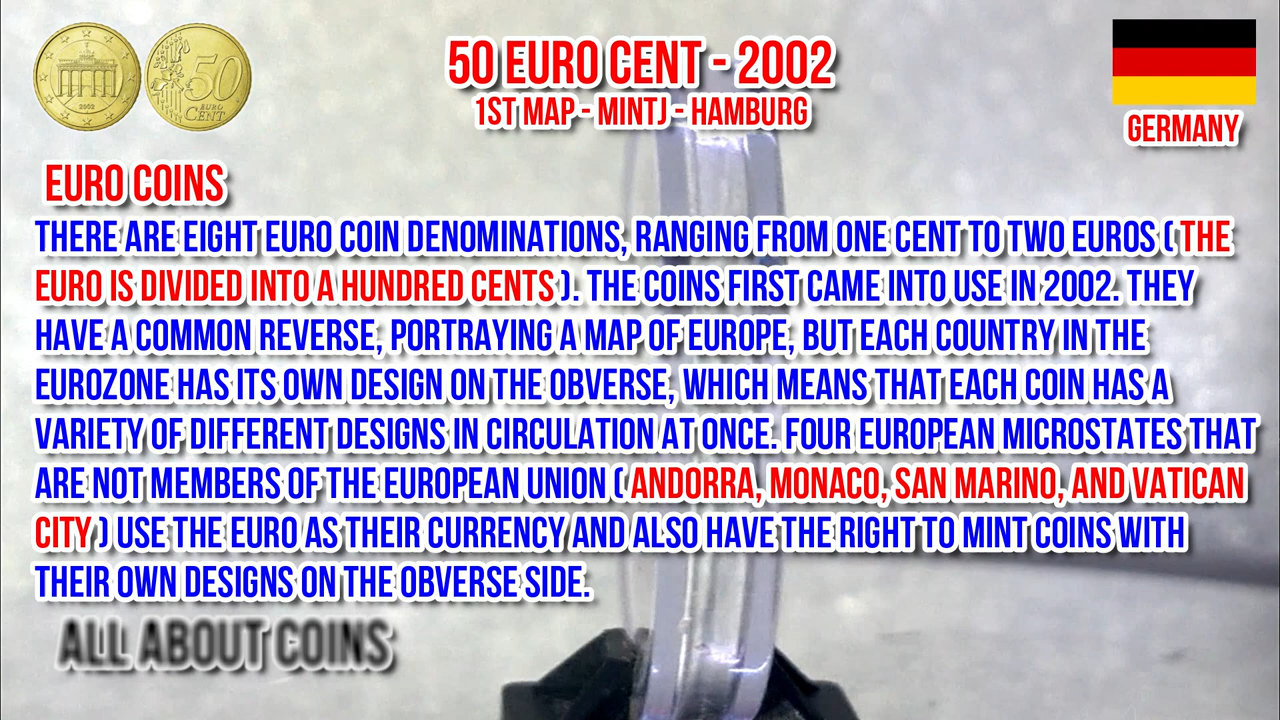 50 EURO CENT - 2002
1ST MAP - MINTJ - HAMBURG
GERMANY
2002
50
EURO
CENT
EURO COINS
THERE ARE EIGHT EURO COIN DENOMINATIONS, RANGING FROM ONE CENT TO TWO EUROS ( THE
EURO IS DIVIDED INTO A HUNDRED CENTS ). THE COINS FIRST CAME INTO USE IN 2002. THEY
HAVE A COMMON REVERSE, PORTRAYING A MAP OF EUROPE, BUT EACH COUNTRY IN THE
EUROZONE HAS ITS OWN DESIGN ON THE OBVERSE, WHICH MEANS THAT EACH COIN HAS A
VARIETY OF DIFFERENT DESIGNS IN CIRCULATION AT ONCE. FOUR EUROPEAN MICROSTATES THAT
ARE NOT MEMBERS OF THE EUROPEAN UNION ( ANDORRA, MONACO, SAN MARINO, AND VATICAN
CITY ) USE THE EURO AS THEIR CURRENCY AND ALSO HAVE THE RIGHT TO MINT COINS WITH
THEIR OWN DESIGNS ON THE OBVERSE SIDE.
ALL ABOUT COINS